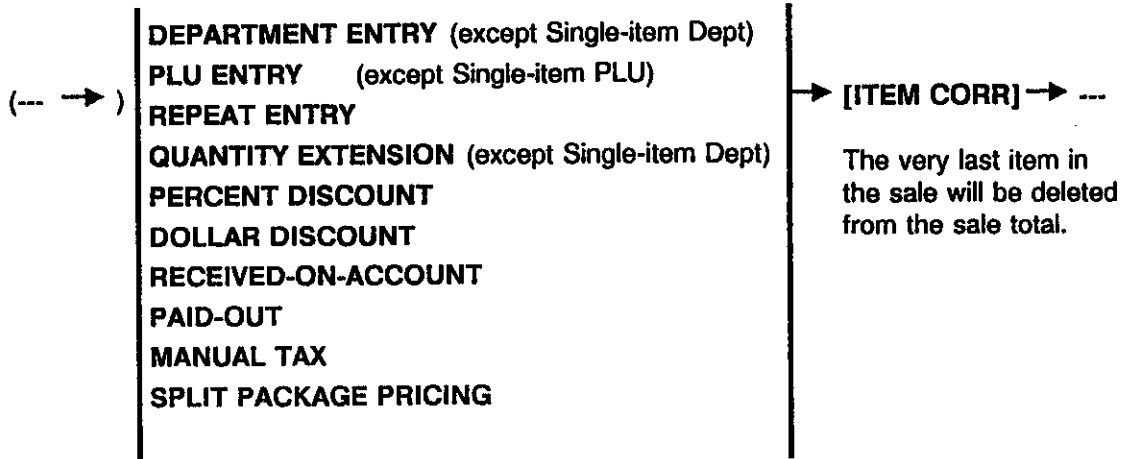 DEPARTMENT ENTRY (except Single-item Dept)
PLU ENTRY (except Single-item PLU)
(--- → )
REPEAT ENTRY
QUANTITY EXTENSION (except Single-item Dept)
PERCENT DISCOUNT
DOLLAR DISCOUNT
RECEIVED-ON-ACCOUNT
PAID-OUT
MANUAL TAX
SPLIT PACKAGE PRICING
→ [ITEM CORR] → ---
The very last item in
the sale will be deleted
from the sale total.